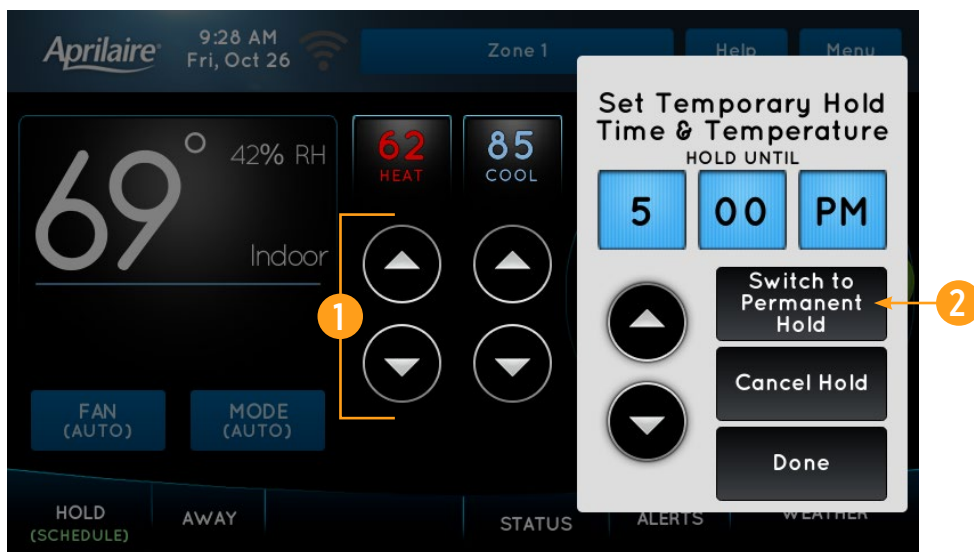 Aprilaire
9:28 AM
Fri, Oct 26
Zone 1
Help
Menu
69° 42% RH
Indoor
62
HEAT
85
COOL
1
Set Temporary Hold
Time & Temperature
HOLD UNTIL
5 00 PM
Switch to
Permanent
Hold
2
Cancel Hold
Done
FAN
(AUTO)
MODE
(AUTO)
HOLD
(SCHEDULE)
AWAY
STATUS
ALERTS
WEATHER